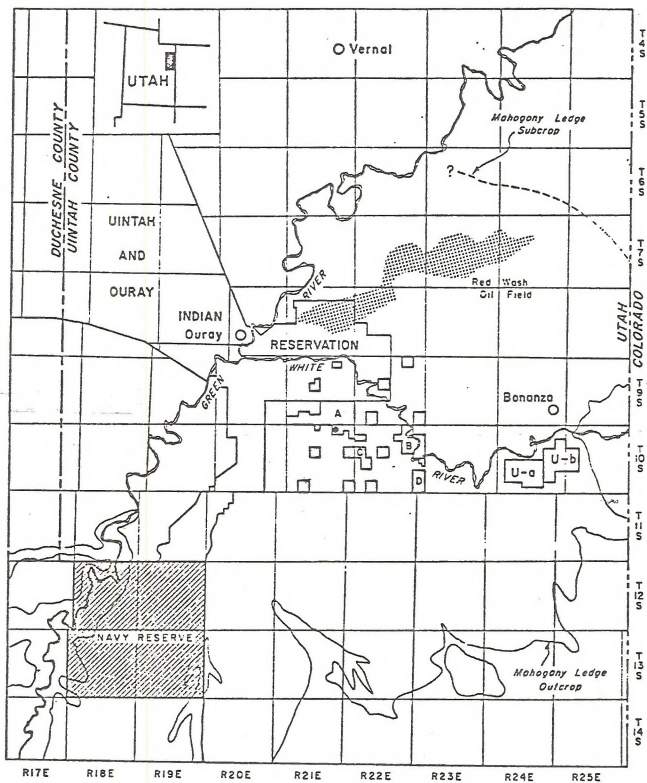 Vernal
UTAH
Mahogany Ledge
Subcrop
?
DUCHESNE COUNTY
UINTAH COUNTY
UINTAH
AND
OURAY
INDIAN
Ouray
RIVER
Red Wash
Oil Field
RESERVATION
UTAH
COLORADO
WHITE
GREEN
Bonanza
A
B
C
D
RIVER
U-a
U-b
NAVY RESERVE
Mahogany Ledge
Outcrop
T
4
S
T
5
S
T
6
S
T
7
S
T
9
S
T
10
S
T
11
S
T
12
S
T
13
S
T
14
S
R17E R18E R19E R20E R21E R22E R23E R24E R25E